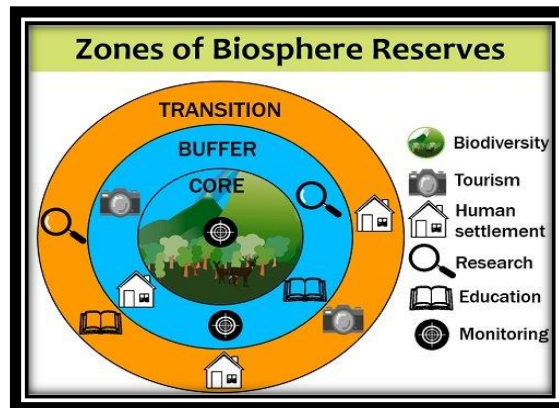 Zones of Biosphere Reserves
TRANSITION
BUFFER
CORE
Biodiversity
Tourism
Human
settlement
Research
Education
Monitoring